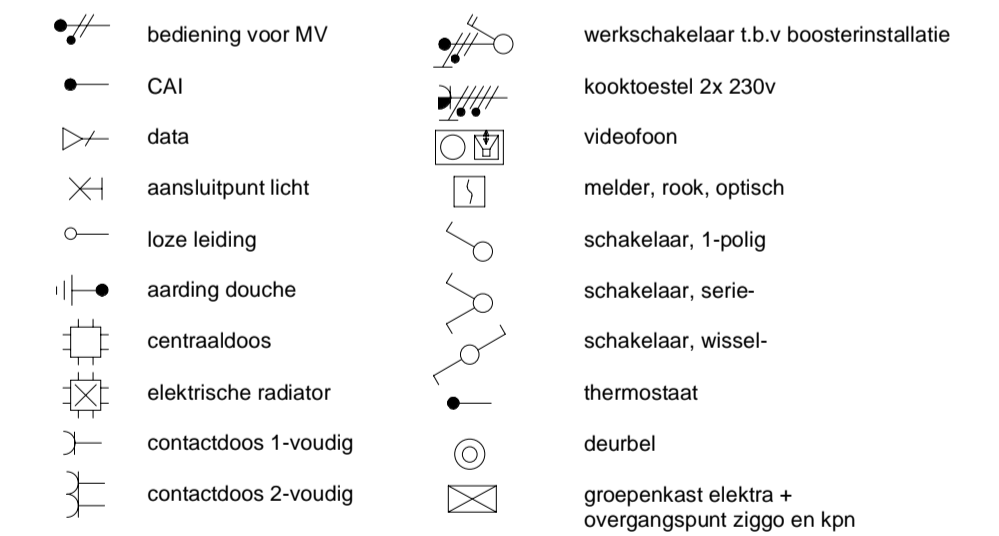 bediening voor MV
CAI
data
aansluitpunt licht
loze leiding
aarding douche
centraaldoos
elektrische radiator
contactdoos 1-voudig
contactdoos 2-voudig
werkschakelaar t.b.v boosterinstallatie
kooktoestel 2x 230v
videofoon
melder, rook, optisch
schakelaar, 1-polig
schakelaar, serie-
schakelaar, wissel-
thermostaat
deurbel
groepenkast elektra +
overgangspunt ziggo en kpn